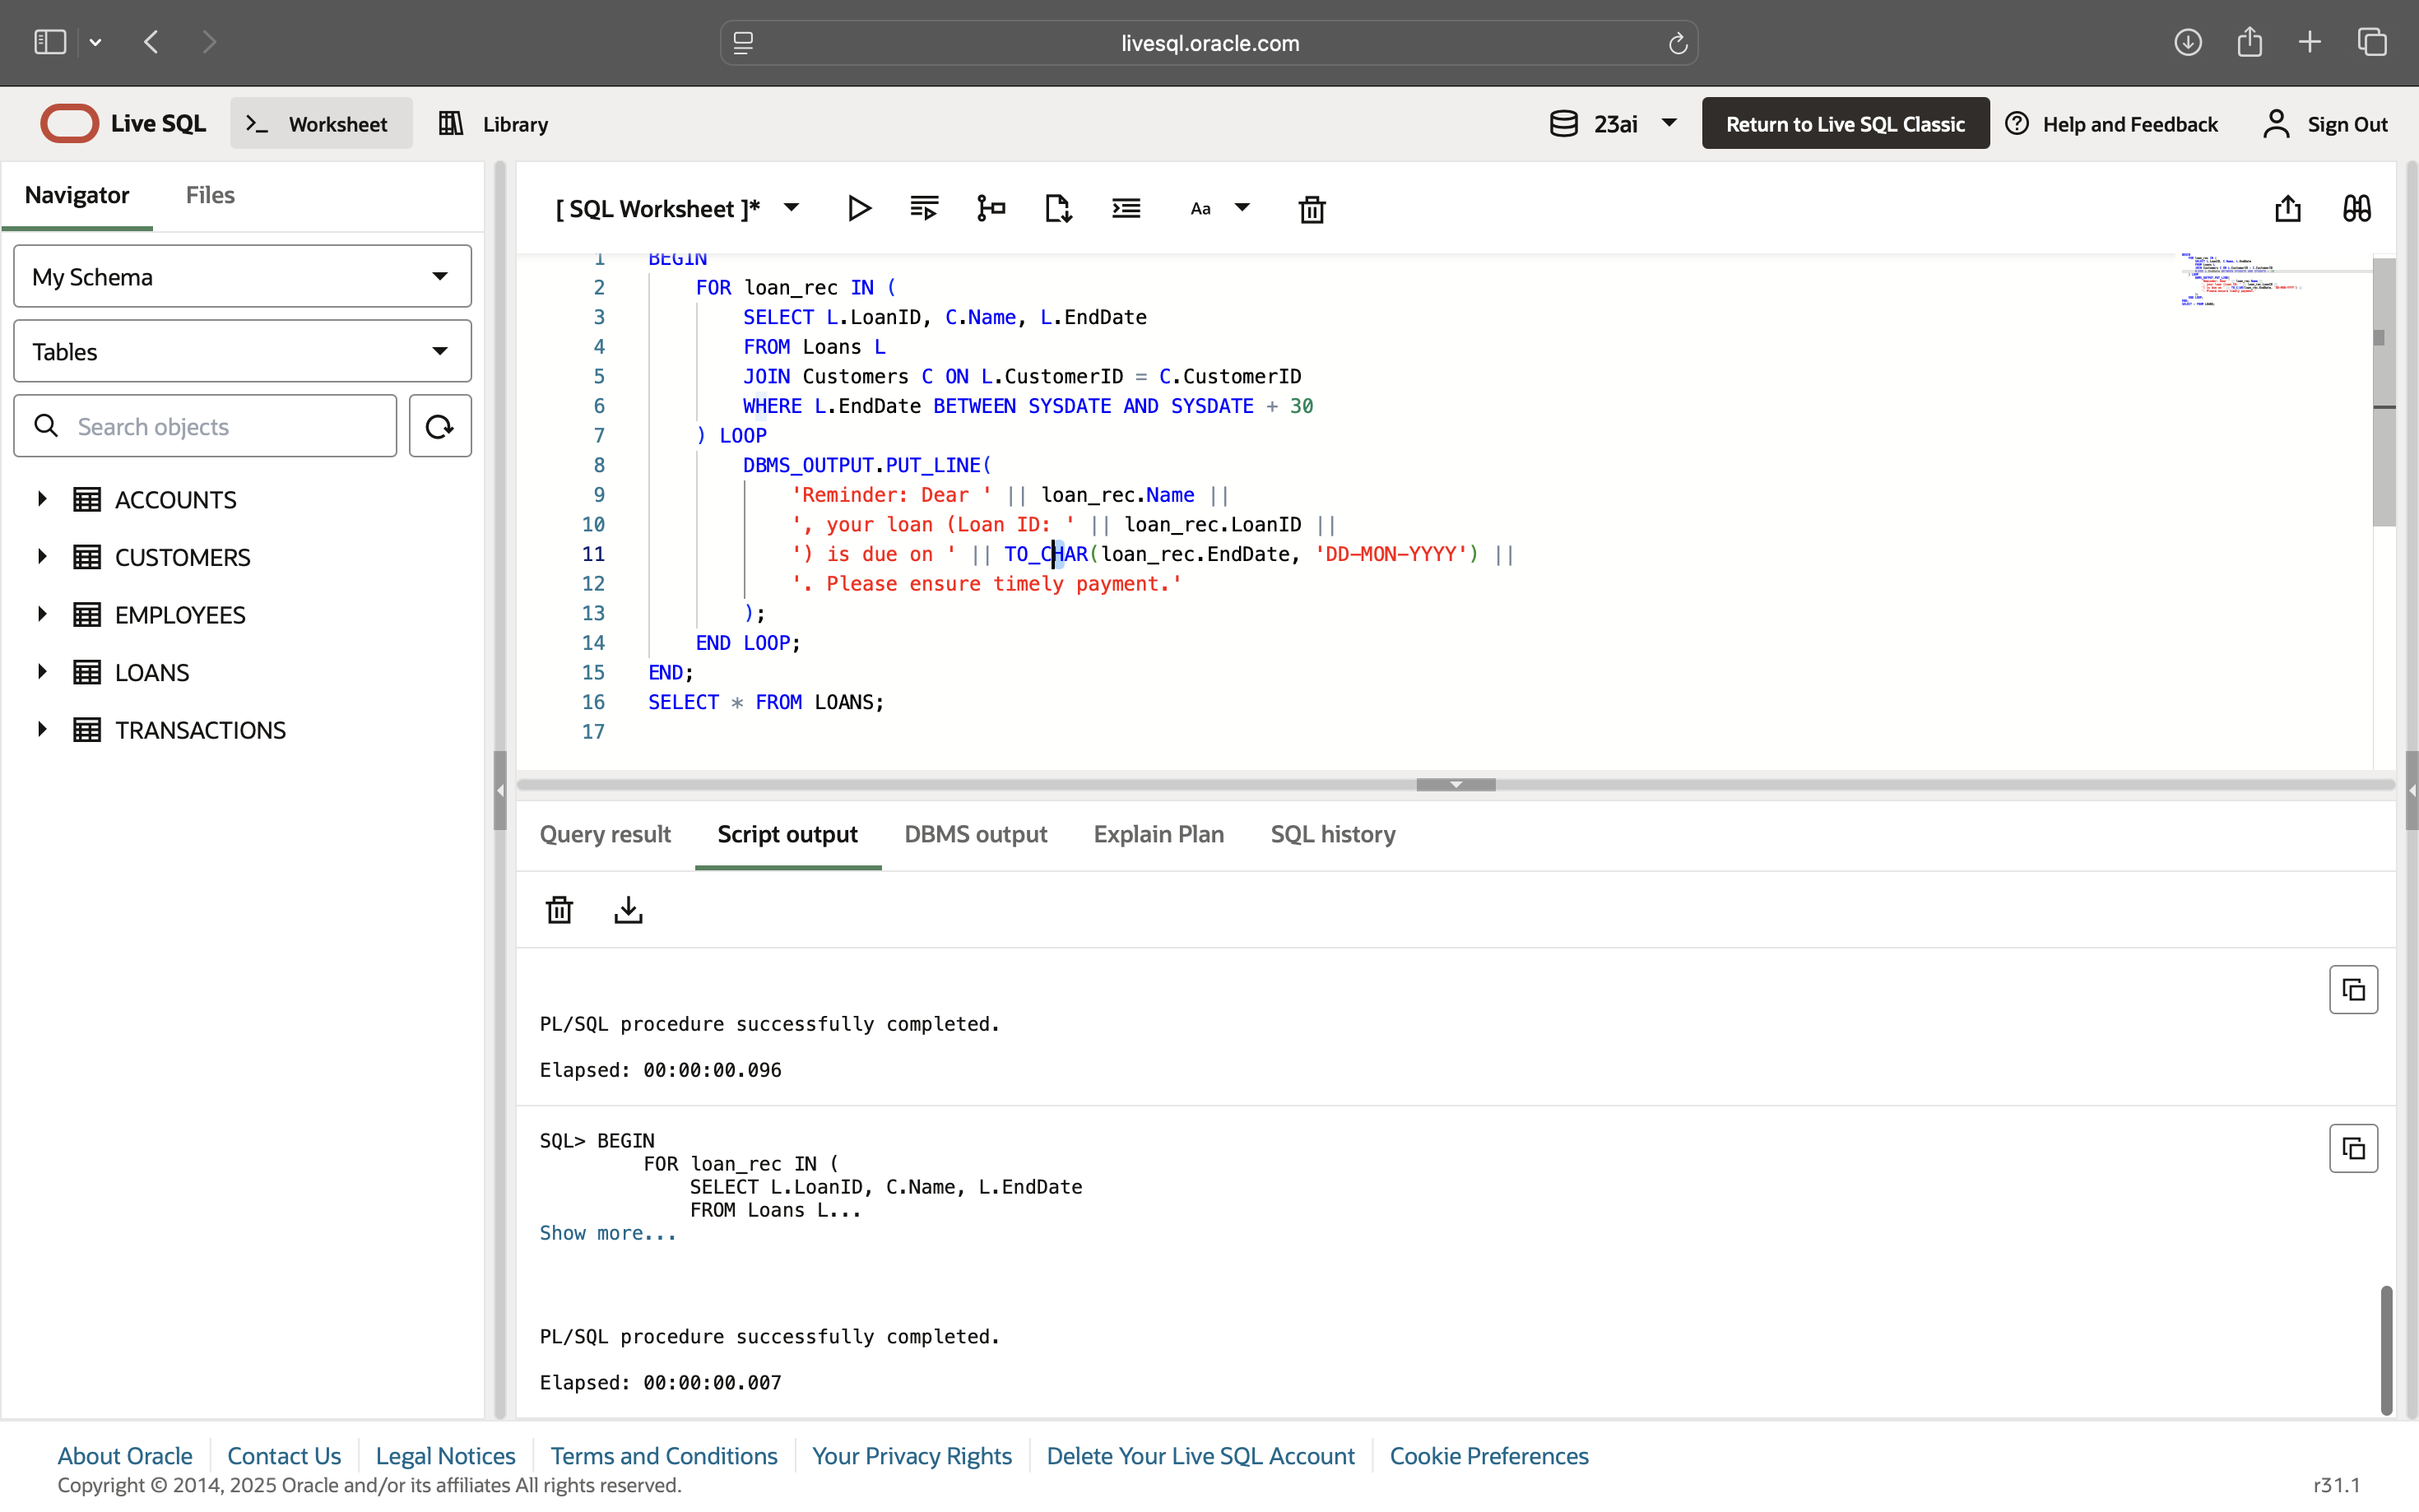 livesql.oracle.com
Live SQL
Worksheet
Library
23ai
Return to Live SQL Classic
Help and Feedback
Sign Out
Navigator
Files
My Schema
Tables
Search objects
ACCOUNTS
CUSTOMERS
EMPLOYEES
LOANS
TRANSACTIONS
[ SQL Worksheet ]*
Aa
1 BEGIN
2 FOR loan_rec IN (
3 SELECT L.LoanID, C.Name, L.EndDate
4 FROM Loans L
5 JOIN Customers C ON L.CustomerID = C.CustomerID
6 WHERE L.EndDate BETWEEN SYSDATE AND SYSDATE + 30
7 ) LOOP
8 DBMS_OUTPUT.PUT_LINE(
9 'Reminder: Dear ' || loan_rec.Name ||
10 ', your loan (Loan ID: ' || loan_rec.LoanID ||
11 ') is due on ' || TO_CHAR(loan_rec.EndDate, 'DD-MON-YYYY') ||
12 '. Please ensure timely payment.'
13 );
14 END LOOP;
15 END;
16 SELECT * FROM LOANS;
17
Query result
Script output
DBMS output
Explain Plan
SQL history
PL/SQL procedure successfully completed.
Elapsed: 00:00:00.096
SQL> BEGIN
FOR loan_rec IN (
SELECT L.LoanID, C.Name, L.EndDate
FROM Loans L...
Show more...
PL/SQL procedure successfully completed.
Elapsed: 00:00:00.007
About Oracle
Contact Us
Legal Notices
Terms and Conditions
Your Privacy Rights
Delete Your Live SQL Account
Cookie Preferences
Copyright © 2014, 2025 Oracle and/or its affiliates All rights reserved.
r31.1